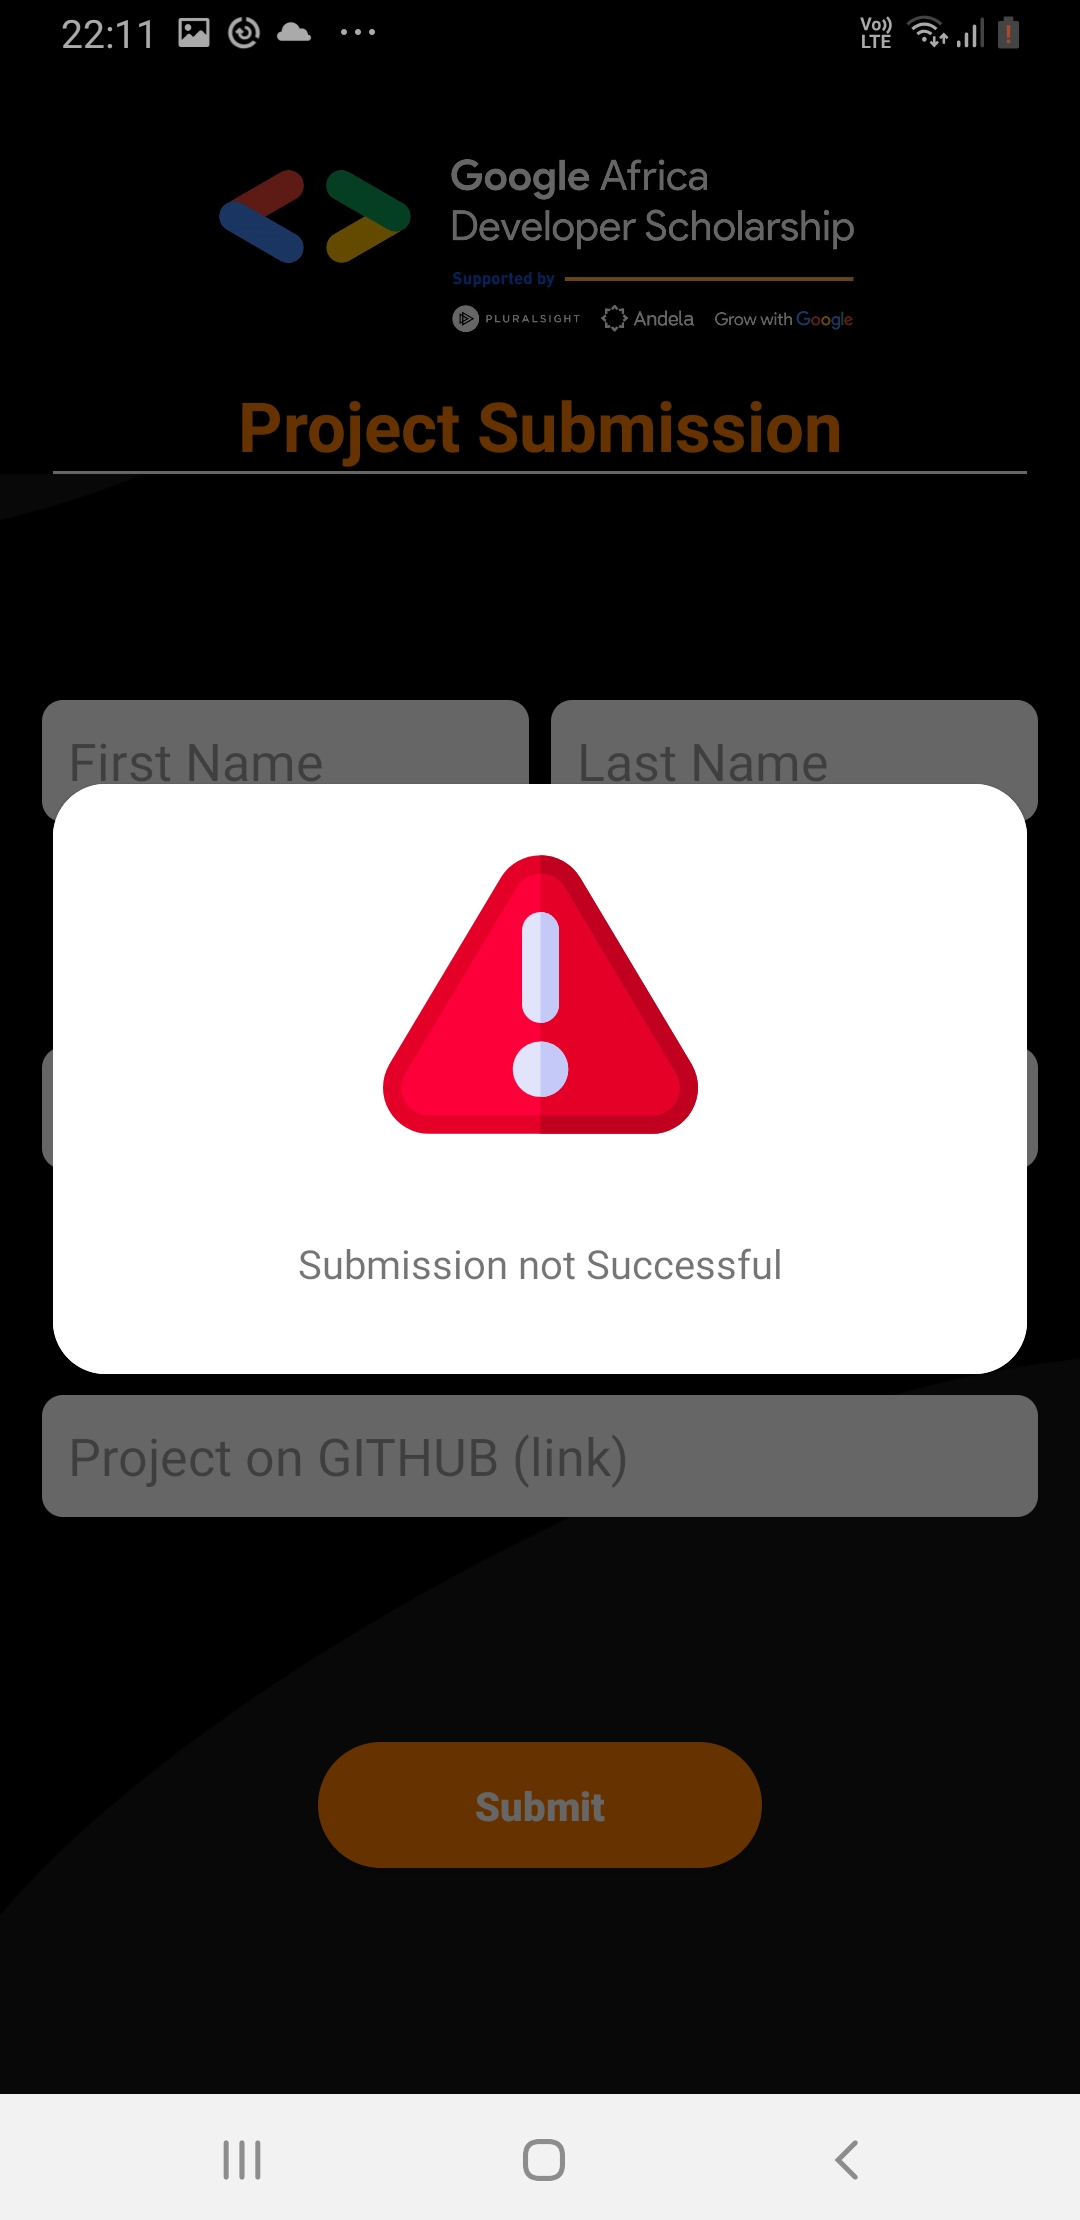 22:11
Vo)) LTE
Google Africa
Developer Scholarship
Supported by
PLURALSIGHT Andela Grow with Google
Project Submission
First Name Last Name
Submission not Successful
Project on GITHUB (link)
Submit